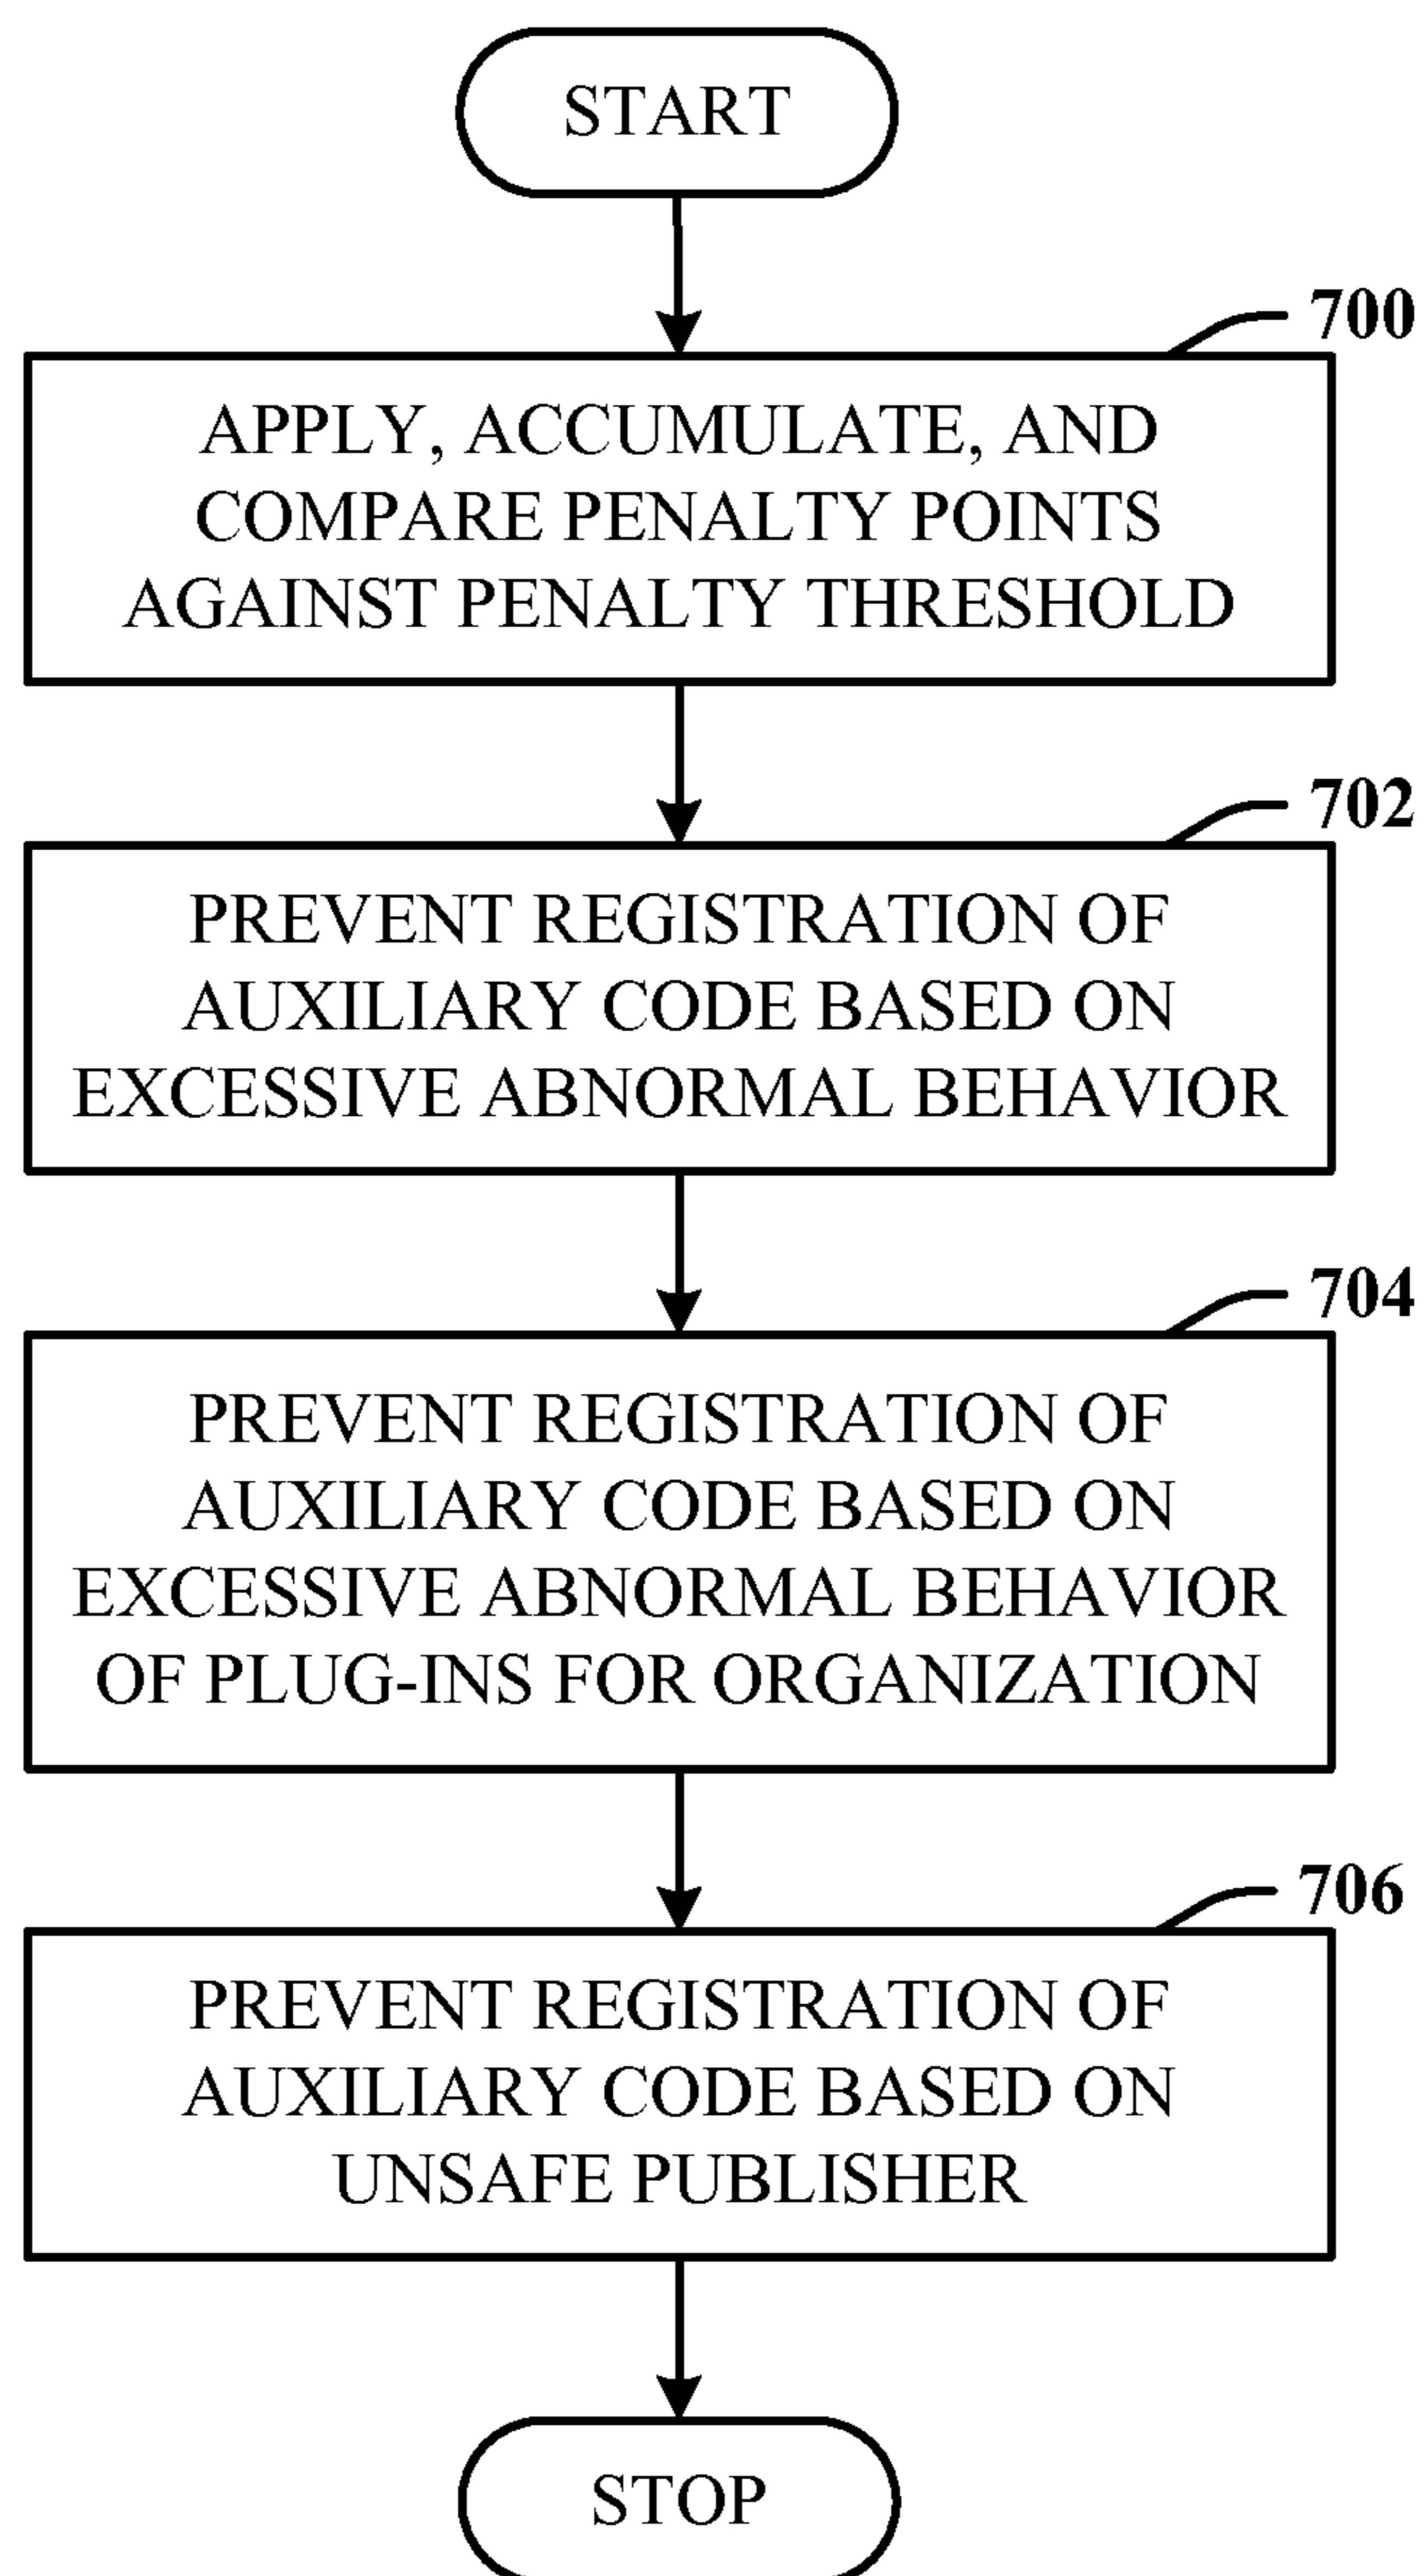 START
700
APPLY, ACCUMULATE, AND
COMPARE PENALTY POINTS
AGAINST PENALTY THRESHOLD
702
PREVENT REGISTRATION OF
AUXILIARY CODE BASED ON
EXCESSIVE ABNORMAL BEHAVIOR
704
PREVENT REGISTRATION OF
AUXILIARY CODE BASED ON
EXCESSIVE ABNORMAL BEHAVIOR
OF PLUG-INS FOR ORGANIZATION
706
PREVENT REGISTRATION OF
AUXILIARY CODE BASED ON
UNSAFE PUBLISHER
STOP